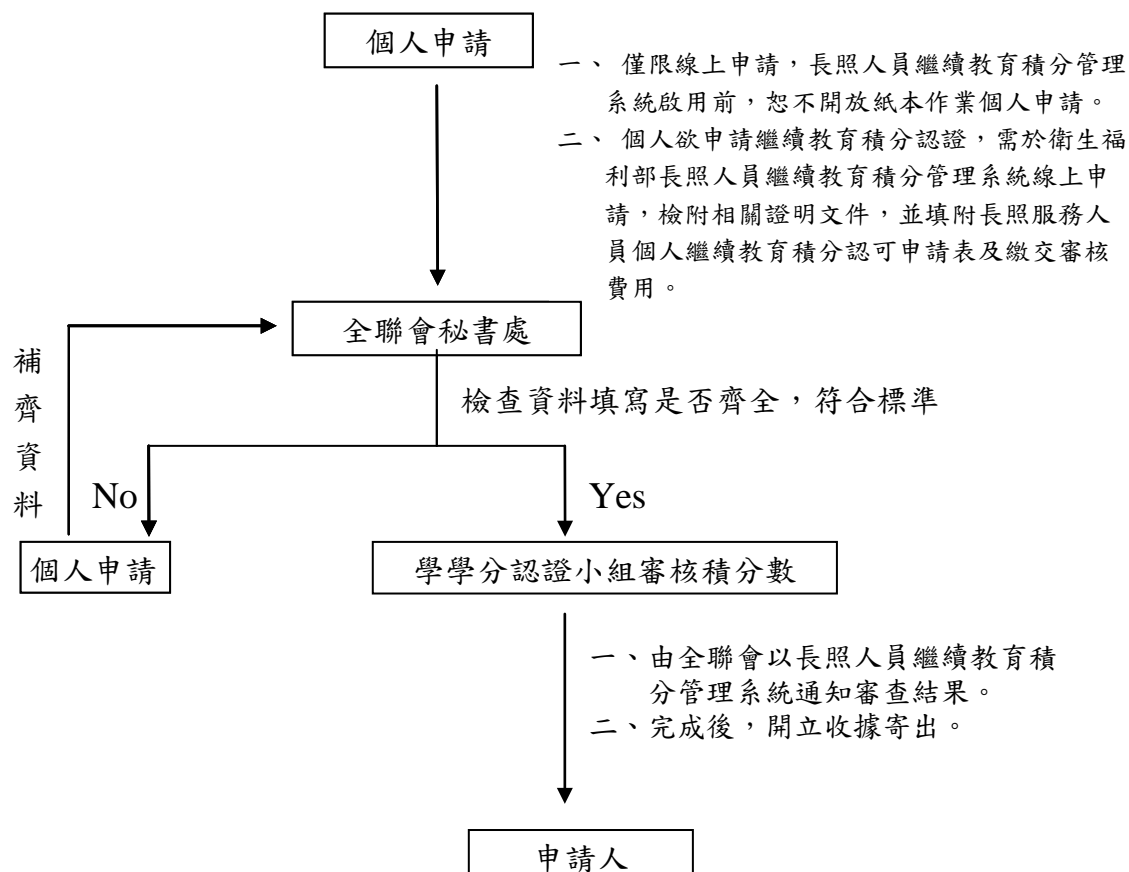 個人申請
一、 僅限線上申請，長照人員繼續教育積分管理
系統啟用前，恕不開放紙本作業個人申請。
二、 個人欲申請繼續教育積分認證，需於衛生福
利部長照人員繼續教育積分管理系統線上申
請，檢附相關證明文件，並填附長照服務人
員個人繼續教育積分認可申請表及繳交審核
費用。
全聯會秘書處
補齊資料
檢查資料填寫是否齊全，符合標準
No
Yes
個人申請
學學分認證小組審核積分數
一、由全聯會以長照人員繼續教育積
分管理系統通知審查結果。
二、完成後，開立收據寄出。
申請人